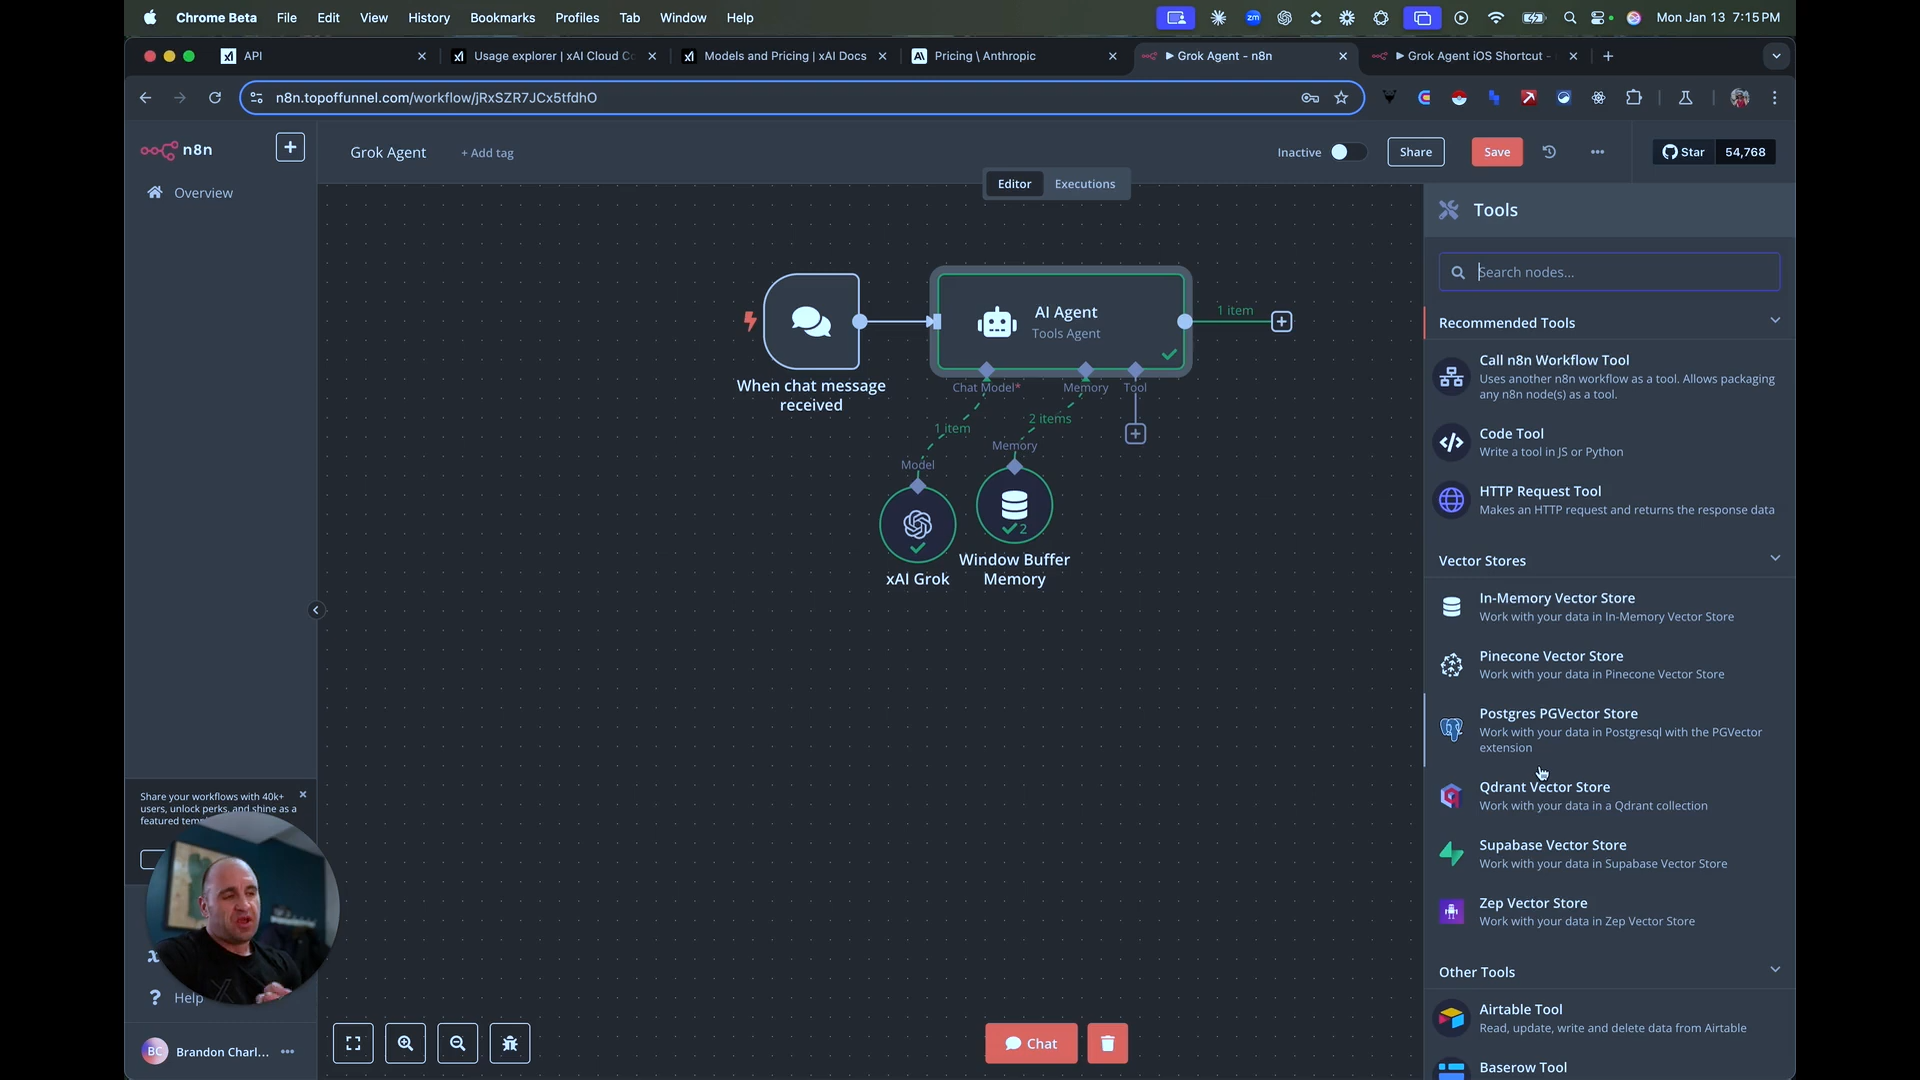 Chrome Beta File Edit View History Bookmarks Profiles Tab Window Help
zm
Mon Jan 13 7:15 PM
API
Usage explorer | xAI Cloud Co
Models and Pricing | xAI Docs
Pricing \ Anthropic
Grok Agent - n8n
Grok Agent iOS Shortcut -
n8n.topoffunnel.com/workflow/jRxSZR7JCx5tfdhO
n8n
Overview
Grok Agent
+ Add tag
Inactive
Share
Save
Star 54,768
Editor Executions
Tools
Search nodes...
Recommended Tools
Call n8n Workflow Tool
Uses another n8n workflow as a tool. Allows packaging
any n8n node(s) as a tool.
Code Tool
Write a tool in JS or Python
HTTP Request Tool
Makes an HTTP request and returns the response data
Vector Stores
In-Memory Vector Store
Work with your data in In-Memory Vector Store
Pinecone Vector Store
Work with your data in Pinecone Vector Store
Postgres PGVector Store
Work with your data in Postgresql with the PGVector
extension
Qdrant Vector Store
Work with your data in a Qdrant collection
Supabase Vector Store
Work with your data in Supabase Vector Store
Zep Vector Store
Work with your data in Zep Vector Store
Other Tools
Airtable Tool
Read, update, write and delete data from Airtable
Baserow Tool
When chat message
received
AI Agent
Tools Agent
1 item
Chat Model*
Memory
Tool
1 item
2 items
Memory
Model
2
xAI Grok
Window Buffer
Memory
Share your workflows with 40k+
users, unlock perks, and shine as a
featured
Help
BC
Brandon Charl...
Chat